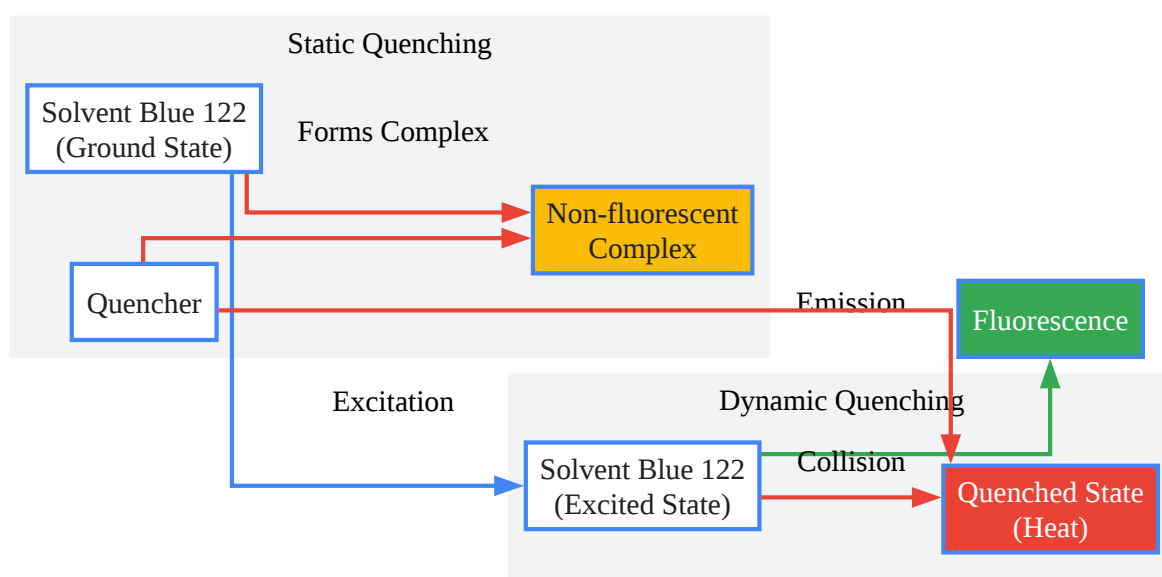 Static Quenching
Solvent Blue 122
(Ground State)
Forms Complex
Non-fluorescent
Complex
Quencher
Emission
Fluorescence
Excitation
Dynamic Quenching
Solvent Blue 122
(Excited State)
Collision
Quenched State
(Heat)